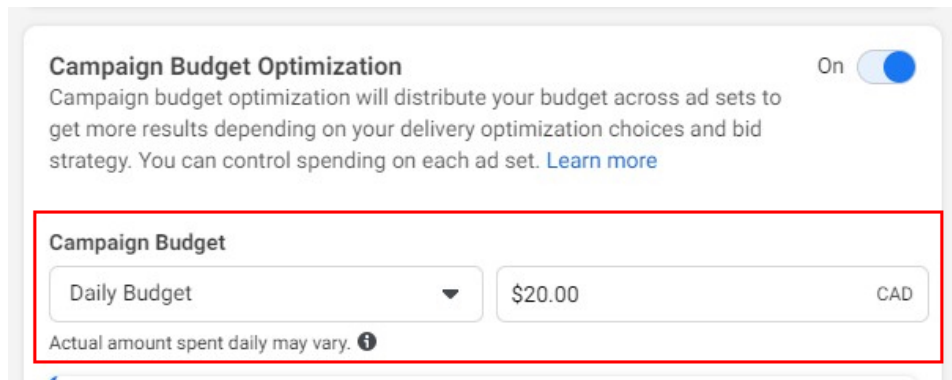 Campaign Budget Optimization
On
Campaign budget optimization will distribute your budget across ad sets to
get more results depending on your delivery optimization choices and bid
strategy. You can control spending on each ad set. Learn more
Campaign Budget
Daily Budget
$20.00
CAD
Actual amount spent daily may vary.